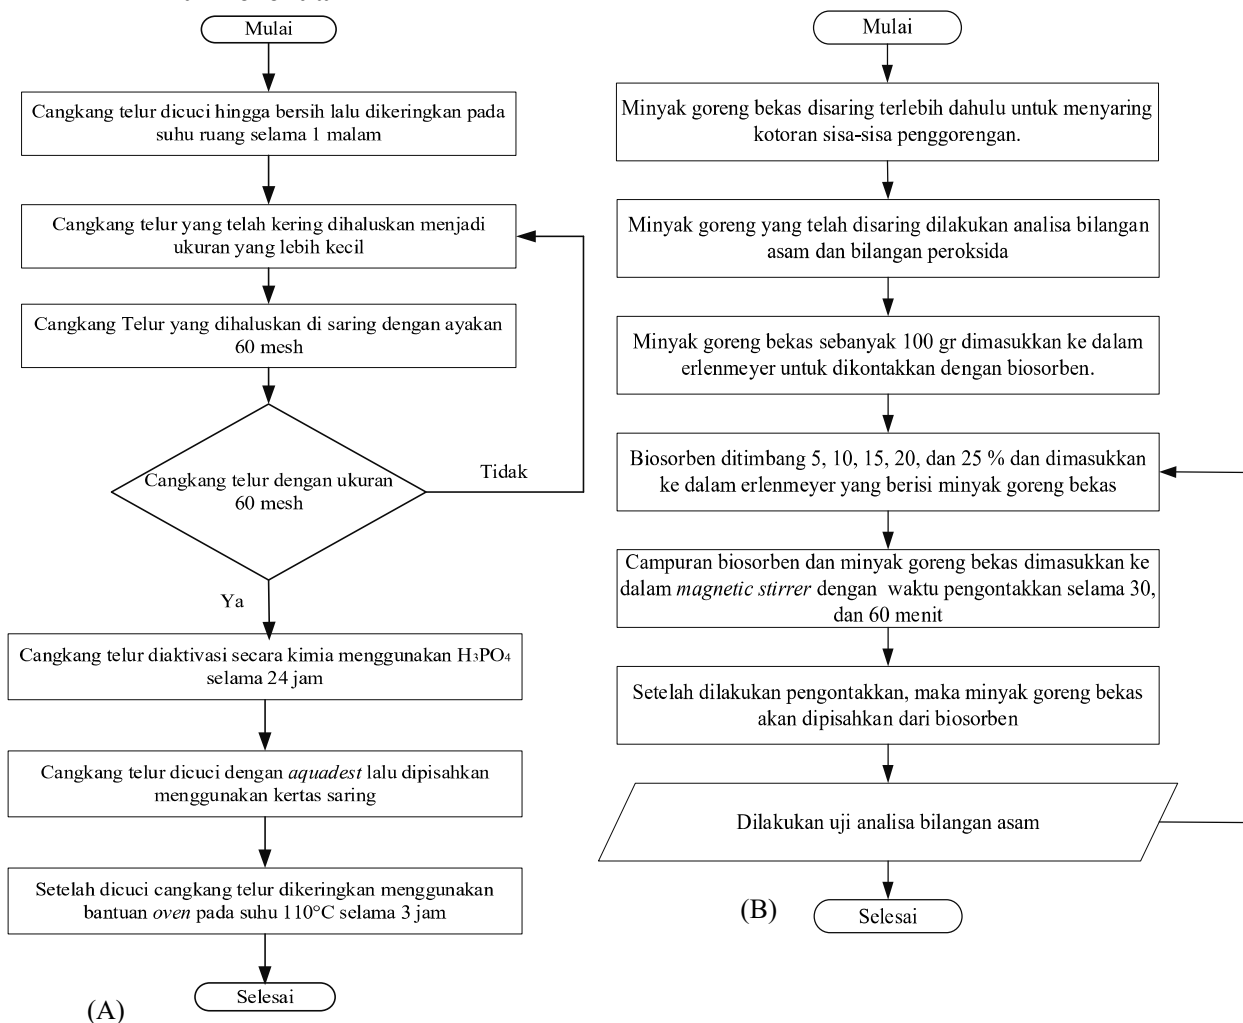 Mulai
Cangkang telur dicuci hingga bersih lalu dikeringkan pada
suhu ruang selama 1 malam
Cangkang telur yang telah kering dihaluskan menjadi
ukuran yang lebih kecil
Cangkang Telur yang dihaluskan di saring dengan ayakan
60 mesh
Cangkang telur dengan ukuran
60 mesh
Tidak
Ya
Cangkang telur diaktivasi secara kimia menggunakan H₃PO₄
selama 24 jam
Cangkang telur dicuci dengan aquadest lalu dipisahkan
menggunakan kertas saring
Setelah dicuci cangkang telur dikeringkan menggunakan
bantuan oven pada suhu 110°C selama 3 jam
Selesai
(A)
Mulai
Minyak goreng bekas disaring terlebih dahulu untuk menyaring
kotoran sisa-sisa penggorengan.
Minyak goreng yang telah disaring dilakukan analisa bilangan
asam dan bilangan peroksida
Minyak goreng bekas sebanyak 100 gr dimasukkan ke dalam
erlenmeyer untuk dikontakkan dengan biosorben.
Biosorben ditimbang 5, 10, 15, 20, dan 25 % dan dimasukkan
ke dalam erlenmeyer yang berisi minyak goreng bekas
Campuran biosorben dan minyak goreng bekas dimasukkan ke
dalam magnetic stirrer dengan waktu pengontakkan selama 30,
dan 60 menit
Setelah dilakukan pengontakkan, maka minyak goreng bekas
akan dipisahkan dari biosorben
Dilakukan uji analisa bilangan asam
Selesai
(B)